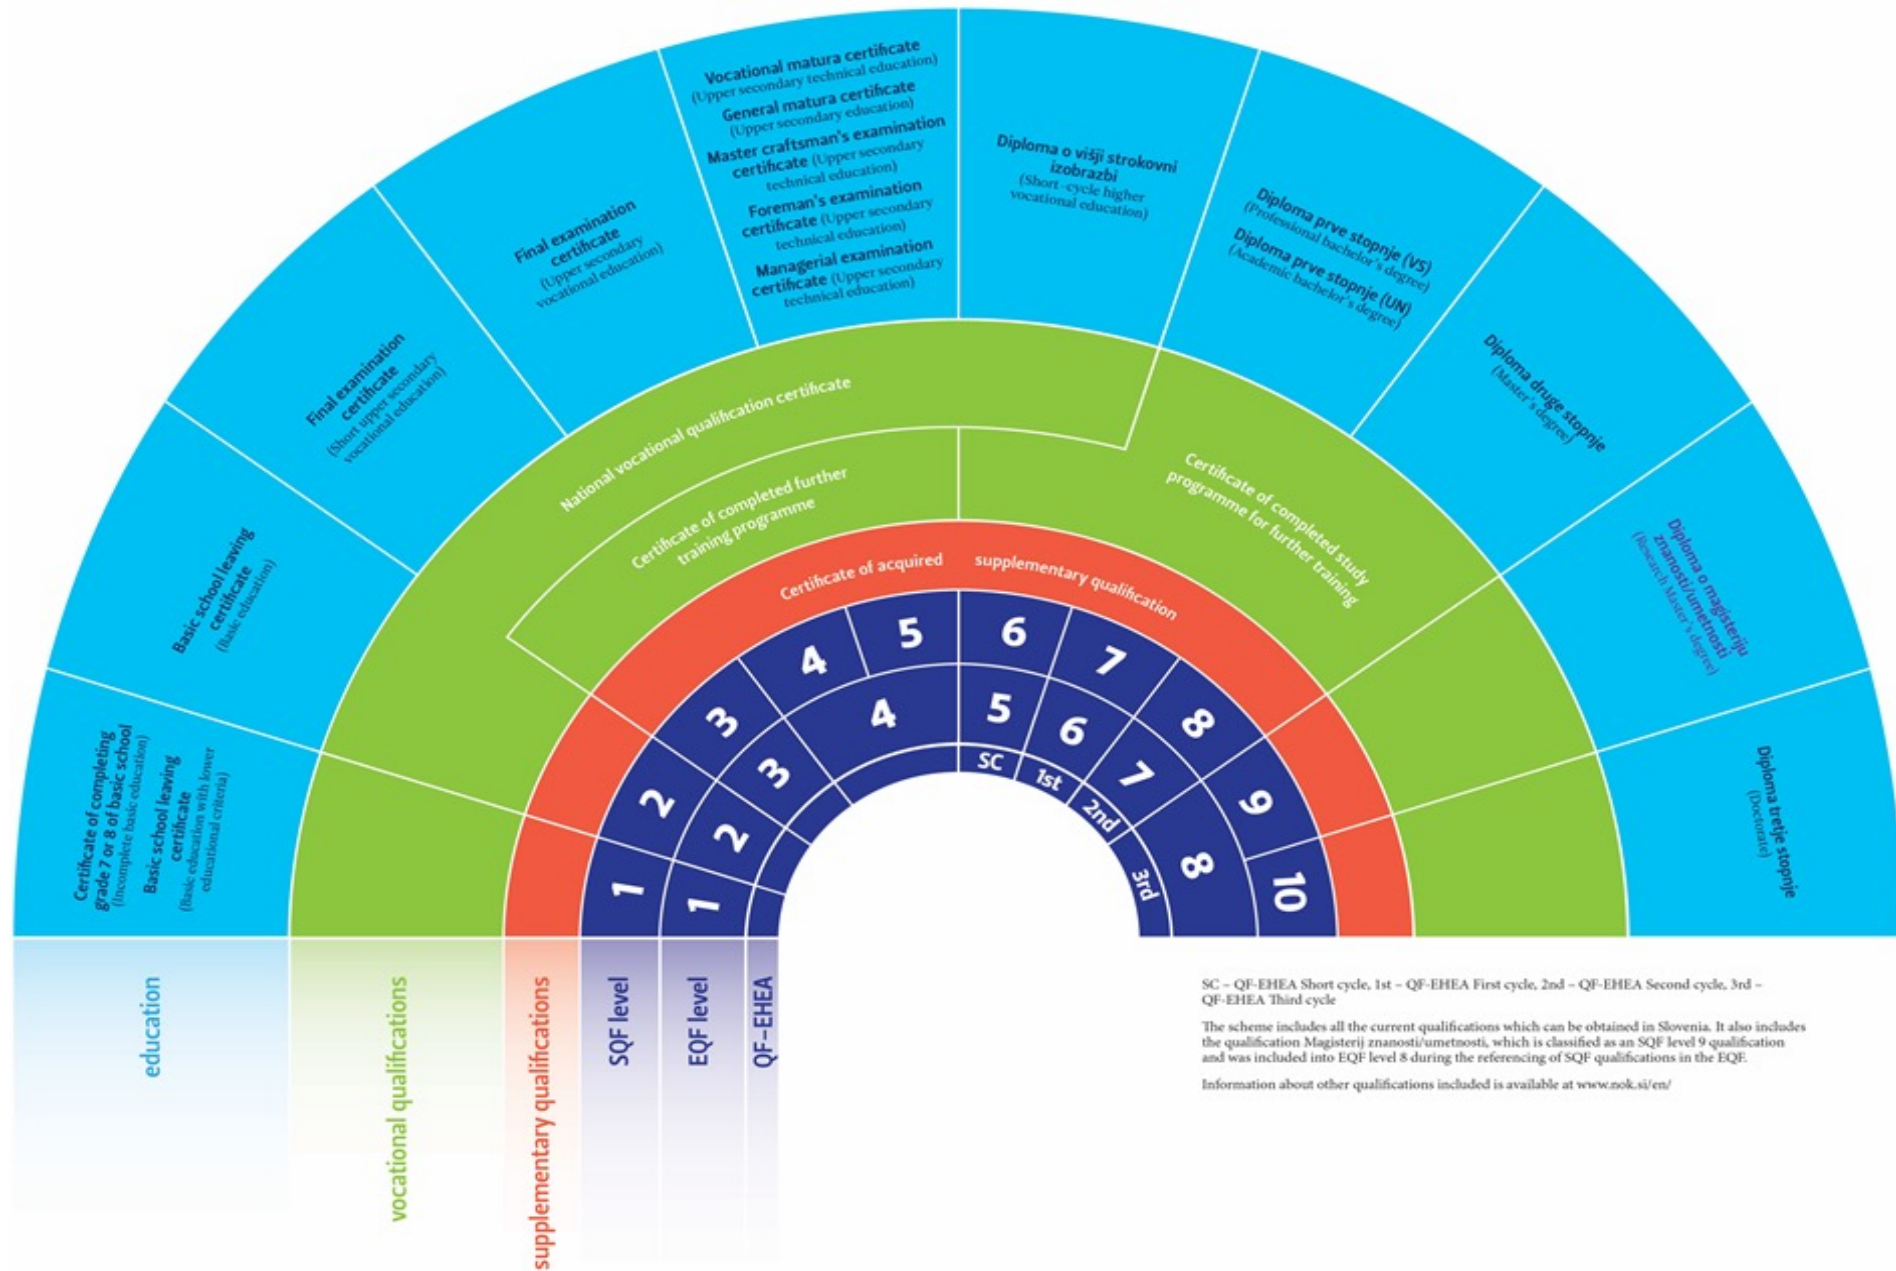 Certificate of completing
grade 7 or 8 of basic school
(Incomplete basic education)
Basic school leaving
certificate
(Basic education with lower
educational criteria)
Basic school leaving
certificate
(Basic education)
Final examination
certificate
(Short upper secondary
vocational education)
Final examination
certificate
(Upper secondary
vocational education)
Vocational matura certificate
(Upper secondary technical education)
General matura certificate
(Upper secondary education)
Master craftsman's examination
certificate (Upper secondary
technical education)
Foreman's examination
certificate (Upper secondary
technical education)
Managerial examination
certificate (Upper secondary
technical education)
Diploma o višji strokovni
izobrazbi
(Short-cycle higher
vocational education)
Diploma prve stopnje (VS)
(Professional bachelor's degree)
Diploma prve stopnje (UN)
(Academic bachelor's degree)
Diploma druge stopnje
(Master's degree)
Diploma o magisteriju
znanosti/umetnosti
(Research Master's degree)
Diploma tretje stopnje
(Doctorate)
National vocational qualification certificate
Certificate of completed further
training programme
Certificate of completed study
programme for further training
Certificate of acquired supplementary qualification
1 2 3 4 5 6 7 8 9 10
1 2 3 4 5 6 7 8
SC 1st 2nd 3rd
education
vocational qualifications
supplementary qualifications
SQF level
EQF level
QF-EHEA
SC – QF-EHEA Short cycle, 1st – QF-EHEA First cycle, 2nd – QF-EHEA Second cycle, 3rd –
QF-EHEA Third cycle
The scheme includes all the current qualifications which can be obtained in Slovenia. It also includes
the qualification Magisterij znanosti/umetnosti, which is classified as an SQF level 9 qualification
and was included into EQF level 8 during the referencing of SQF qualifications in the EQF.
Information about other qualifications included is available at www.nok.si/en/